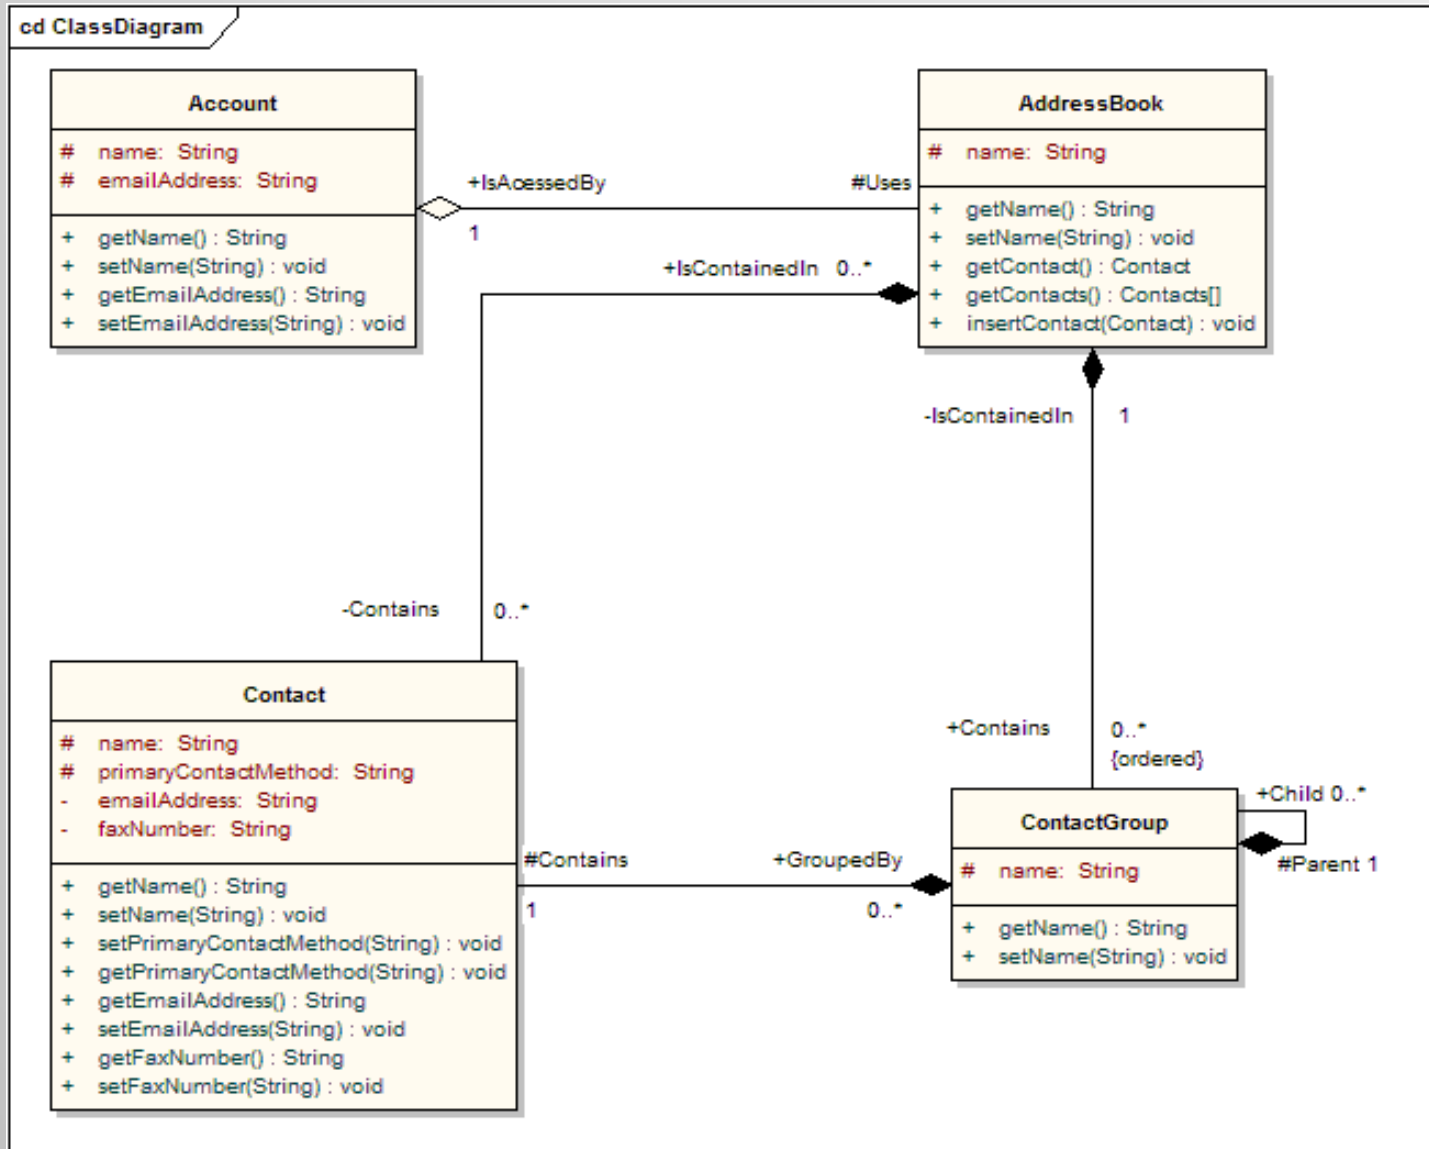 cd ClassDiagram
Account
# name: String
# emailAddress: String
+ getName() : String
+ setName(String) : void
+ getEmailAddress() : String
+ setEmailAddress(String) : void
+IsAcessedBy
1
#Uses
AddressBook
# name: String
+ getName() : String
+ setName(String) : void
+ getContact() : Contact
+ getContacts() : Contacts[]
+ insertContact(Contact) : void
+IsContainedIn 0..*
-IsContainedIn 1
-Contains 0..*
+Contains 0..*
{ordered}
Contact
# name: String
# primaryContactMethod: String
- emailAddress: String
- faxNumber: String
+ getName() : String
+ setName(String) : void
+ setPrimaryContactMethod(String) : void
+ getPrimaryContactMethod(String) : void
+ getEmailAddress() : String
+ setEmailAddress(String) : void
+ getFaxNumber() : String
+ setFaxNumber(String) : void
#Contains
1
+GroupedBy
0..*
ContactGroup
# name: String
+ getName() : String
+ setName(String) : void
+Child 0..*
#Parent 1